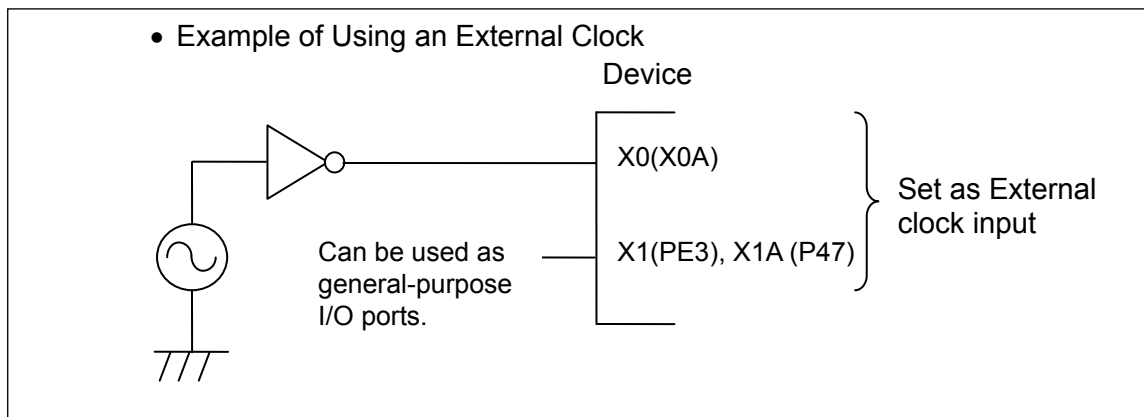 • Example of Using an External Clock
Device
X0(X0A)
Set as External
clock input
Can be used as
general-purpose
I/O ports.
X1(PE3), X1A (P47)